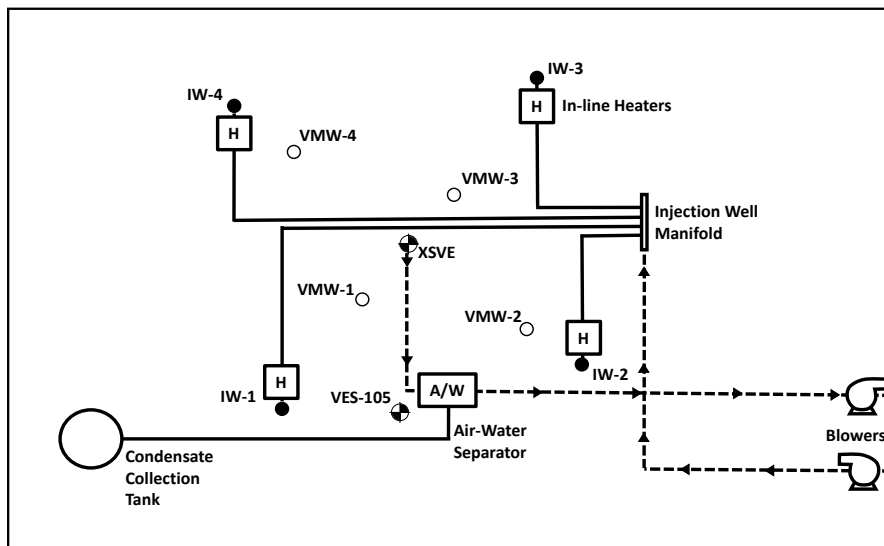 IW-3
IW-4
H
In-line Heaters
H
VMW-4
VMW-3
Injection Well
Manifold
XSVE
VMW-1
VMW-2
H
H
IW-2
IW-1
VES-105
A/W
Air-Water
Separator
Blowers
Condensate
Collection
Tank